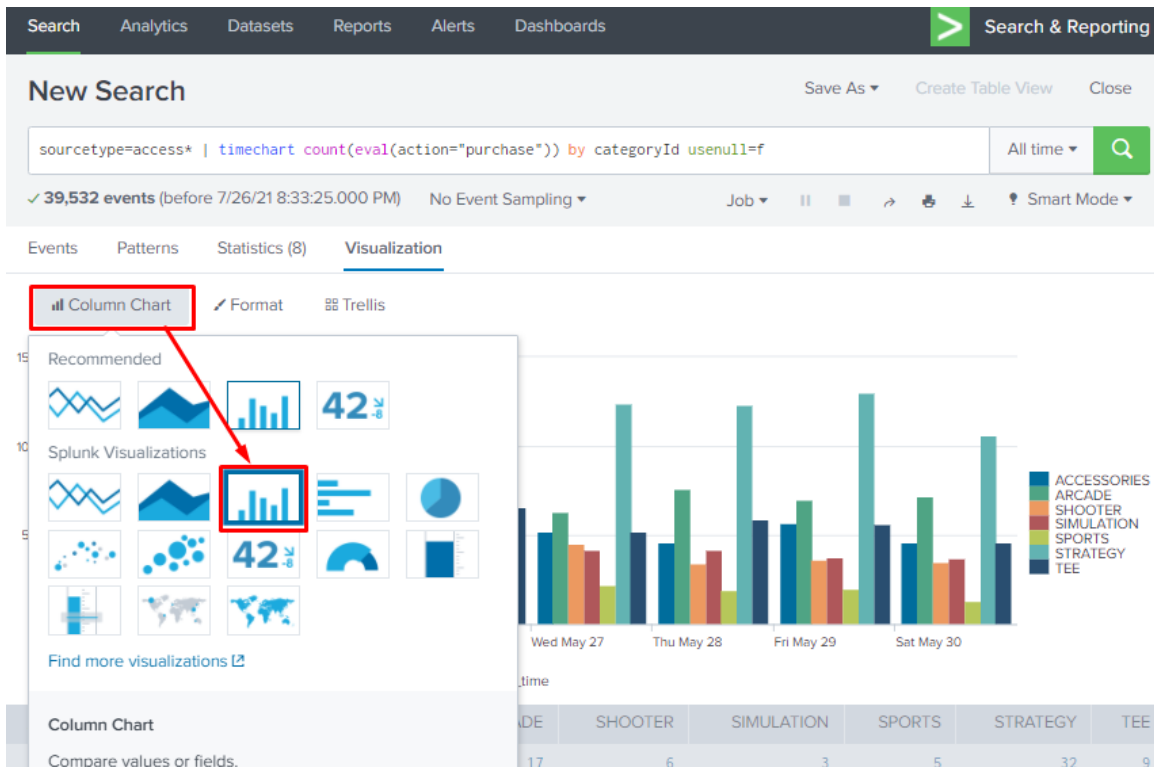 Search Analytics Datasets Reports Alerts Dashboards > Search & Reporting
New Search Save As Create Table View Close
sourcetype=access* | timechart count(eval(action="purchase")) by categoryId usenull=f All time
39,532 events (before 7/26/21 8:33:25.000 PM) No Event Sampling Job Smart Mode
Events Patterns Statistics (8) Visualization
Column Chart Format Trellis
Recommended
42 -8
Splunk Visualizations
42 -8
Find more visualizations
Column Chart
Compare values or fields.
15
10
5
Wed May 27 Thu May 28 Fri May 29 Sat May 30
_time
ACCESSORIES
ARCADE
SHOOTER
SIMULATION
SPORTS
STRATEGY
TEE
SHOOTER SIMULATION SPORTS STRATEGY TEE
17 6 3 5 32 9